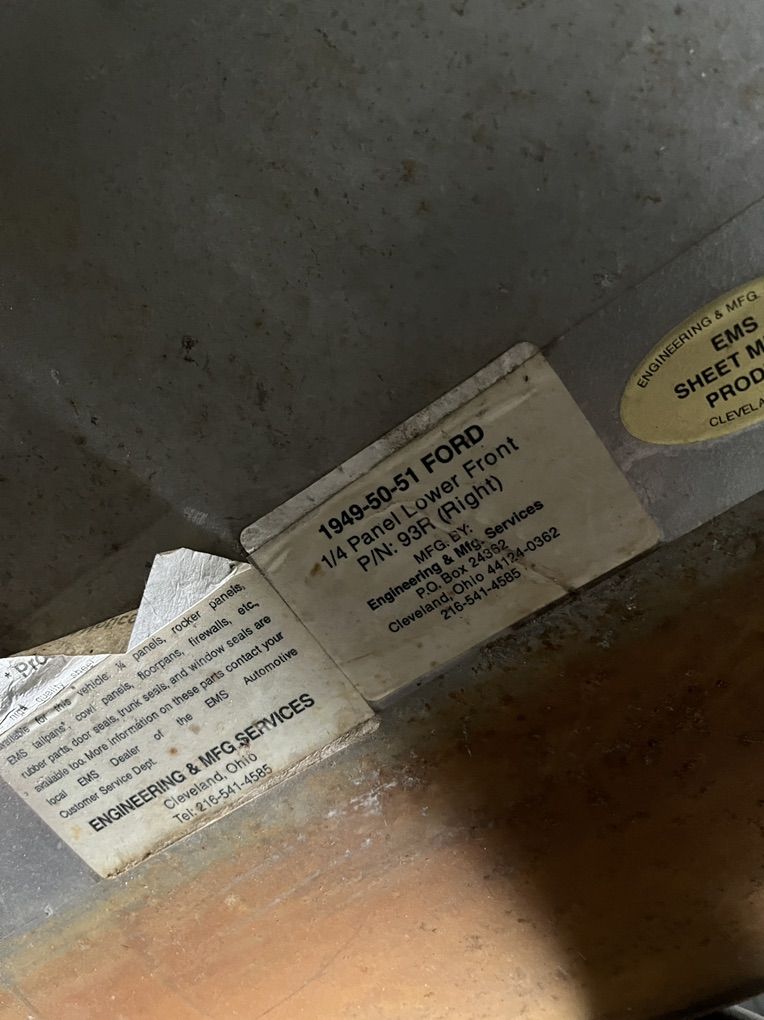 1949-50-51 FORD
1/4 Panel Lower Front
P/N: 93R (Right)
MFG. BY:
Engineering & Mfg. Services
P.O. Box 24362
Cleveland, Ohio 44124-0362
216-541-4585
ENGINEERING & MFG.
EMS
SHEET
CLEVELA
* Pro
quality
for this vehicle: ¼ panels, rocker panels,
EMS tailpans, cowl panels, floorpans, firewalls, etc,
rubber parts, door seals, trunk seals, and window seals are
available too. More information on these parts contact your
local EMS Dealer of the EMS Automotive
Customer Service Dept.
ENGINEERING & MFG.SERVICES
Cleveland, Ohio
Tel: 216-541-4585